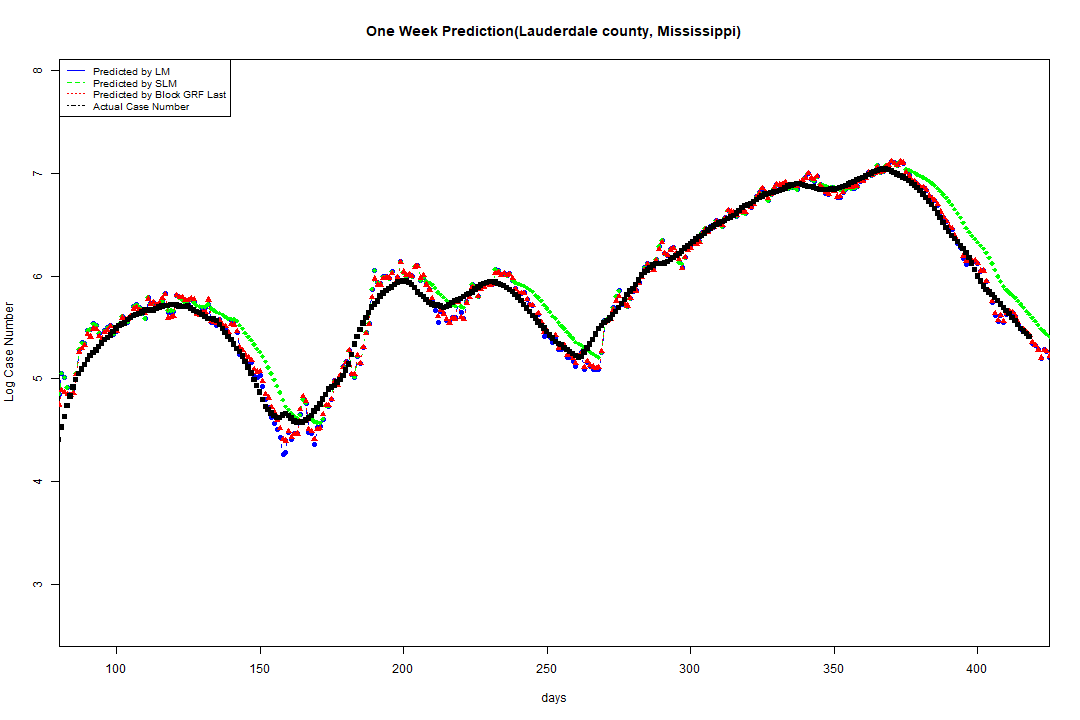 One Week Prediction(Lauderdale county, Mississippi)
Predicted by LM
Predicted by SLM
Predicted by Block GRF Last
Actual Case Number
8
7
6
5
4
3
Log Case Number
100 150 200 250 300 350 400
days